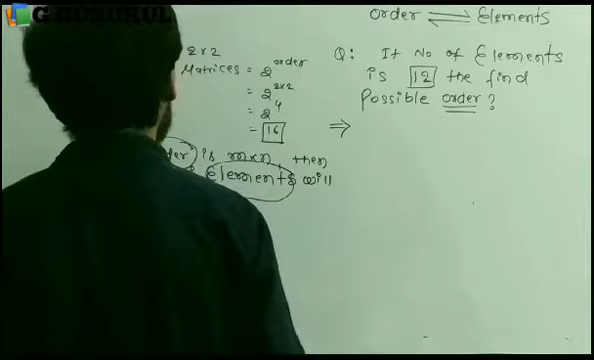 G.GURUKUL
Order ⇌ Elements
2x2
Matrices = 2^order
= 2^2x2
= 2^4
= 16
is mxn then
Elements will
Q: If No of Elements
is 12 the find
Possible order?
⇒